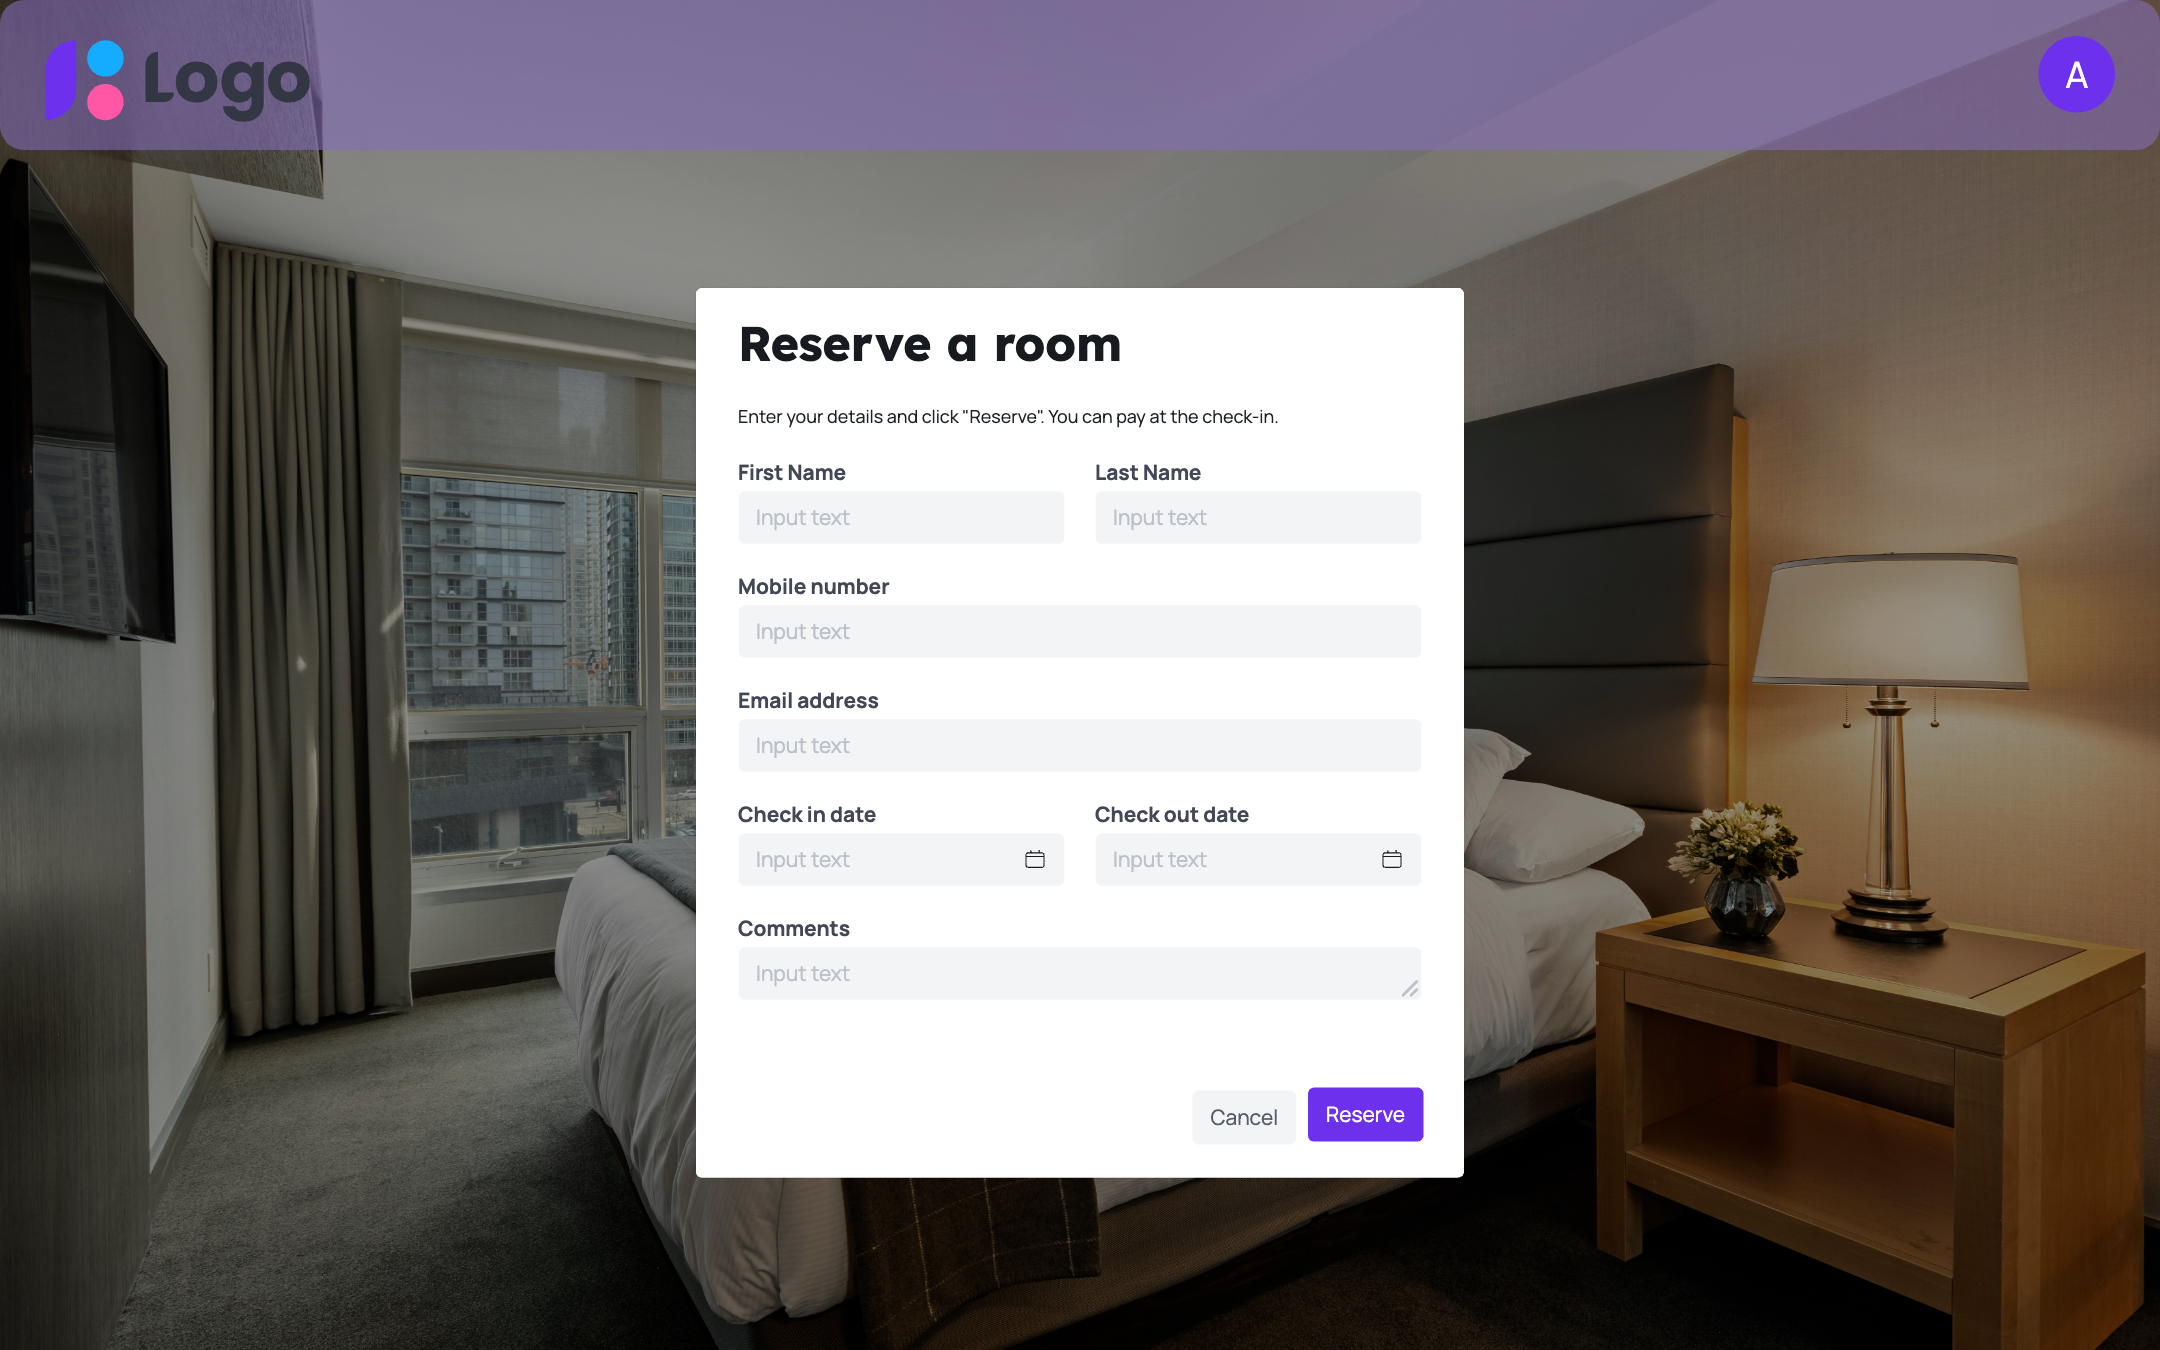 Logo
A
Reserve a room
Enter your details and click "Reserve". You can pay at the check-in.
First Name Last Name
Input text Input text
Mobile number
Input text
Email address
Input text
Check in date Check out date
Input text Input text
Comments
Input text
Cancel Reserve